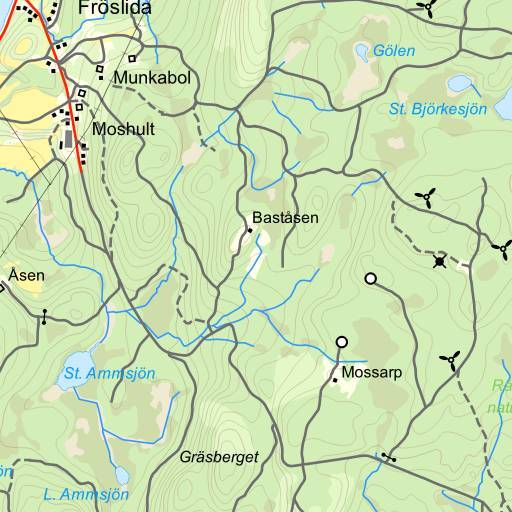 Fröslida
Gölen
Munkabol
St. Björkesjön
Moshult
Baståsen
Åsen
St. Ammsjön
Mossarp
Gräsberget
L. Ammsjön